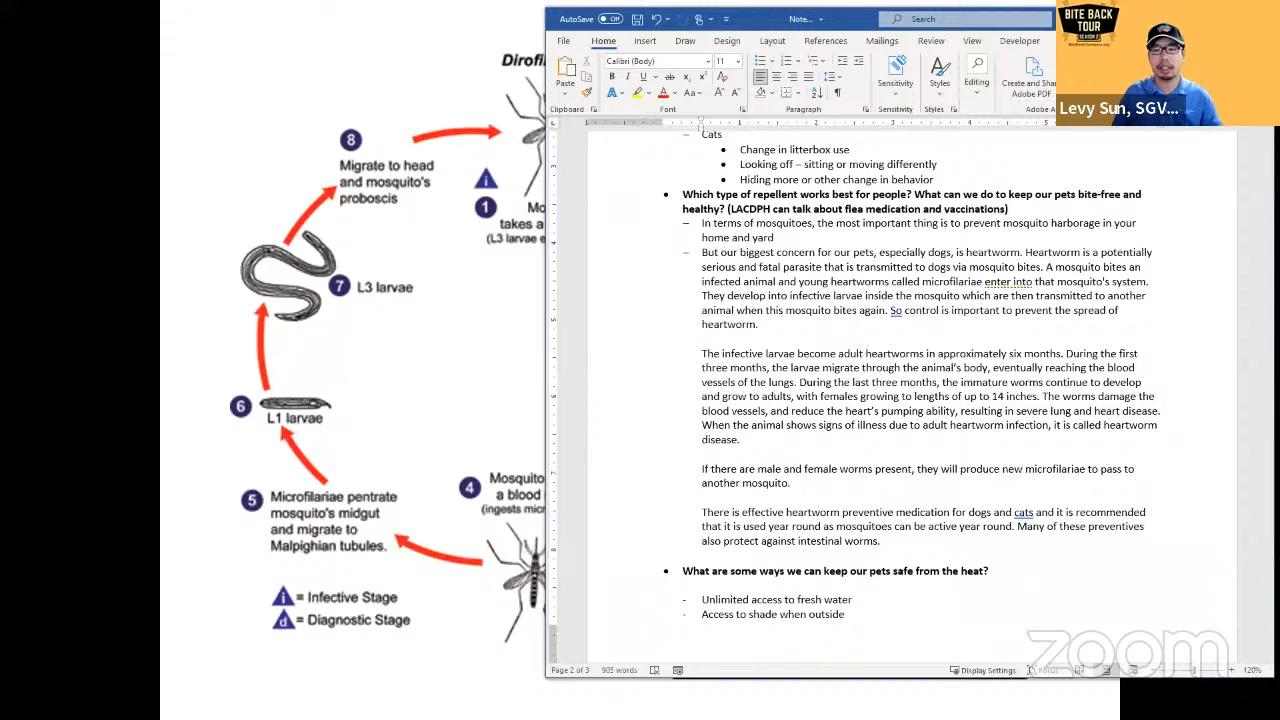 Dirofil
8
Migrate to head
and mosquito's
proboscis
i
1
Mo
takes a
(L3 larvae e
7
L3 larvae
6
L1 larvae
5
Microfilariae pentrate
mosquito's midgut
and migrate to
Malpighian tubules.
4
Mosquito
a blood
(ingests micr
i = Infective Stage
d = Diagnostic Stage
AutoSave Off
Note...
Search
File Home Insert Draw Design Layout References Mailings Review View Developer
Paste
Calibri (Body) 11
Sensitivity
Styles
Editing
Create and Share
Adobe PDF
Clipboard Font Paragraph Sensitivity Styles Adobe A
Cats
• Change in litterbox use
• Looking off – sitting or moving differently
• Hiding more or other change in behavior
• Which type of repellent works best for people? What can we do to keep our pets bite-free and
healthy? (LACDPH can talk about flea medication and vaccinations)
– In terms of mosquitoes, the most important thing is to prevent mosquito harborage in your
home and yard
– But our biggest concern for our pets, especially dogs, is heartworm. Heartworm is a potentially
serious and fatal parasite that is transmitted to dogs via mosquito bites. A mosquito bites an
infected animal and young heartworms called microfilariae enter into that mosquito's system.
They develop into infective larvae inside the mosquito which are then transmitted to another
animal when this mosquito bites again. So control is important to prevent the spread of
heartworm.
The infective larvae become adult heartworms in approximately six months. During the first
three months, the larvae migrate through the animal's body, eventually reaching the blood
vessels of the lungs. During the last three months, the immature worms continue to develop
and grow to adults, with females growing to lengths of up to 14 inches. The worms damage the
blood vessels, and reduce the heart's pumping ability, resulting in severe lung and heart disease.
When the animal shows signs of illness due to adult heartworm infection, it is called heartworm
disease.
If there are male and female worms present, they will produce new microfilariae to pass to
another mosquito.
There is effective heartworm preventive medication for dogs and cats and it is recommended
that it is used year round as mosquitoes can be active year round. Many of these preventives
also protect against intestinal worms.
• What are some ways we can keep our pets safe from the heat?
- Unlimited access to fresh water
- Access to shade when outside
Page 2 of 3 905 words
Display Settings Focus 120%
zoom
BITE BACK
TOUR
SEASON 2
Levy Sun, SGV...